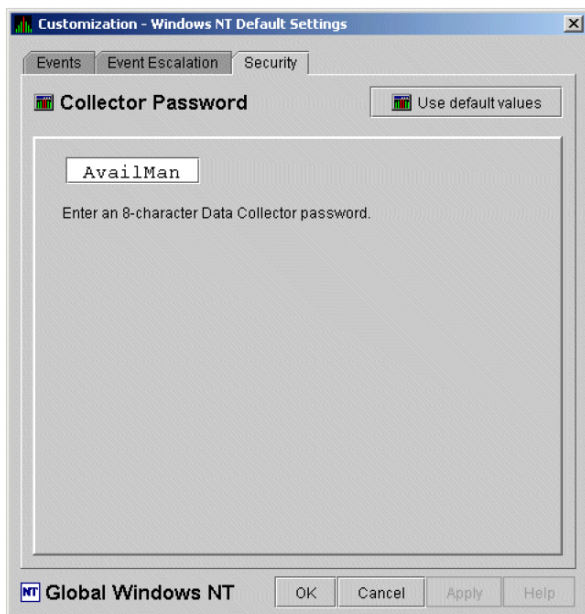 Customization - Windows NT Default Settings
Events Event Escalation Security
Collector Password Use default values
AvailMan
Enter an 8-character Data Collector password.
NT Global Windows NT OK Cancel Apply Help